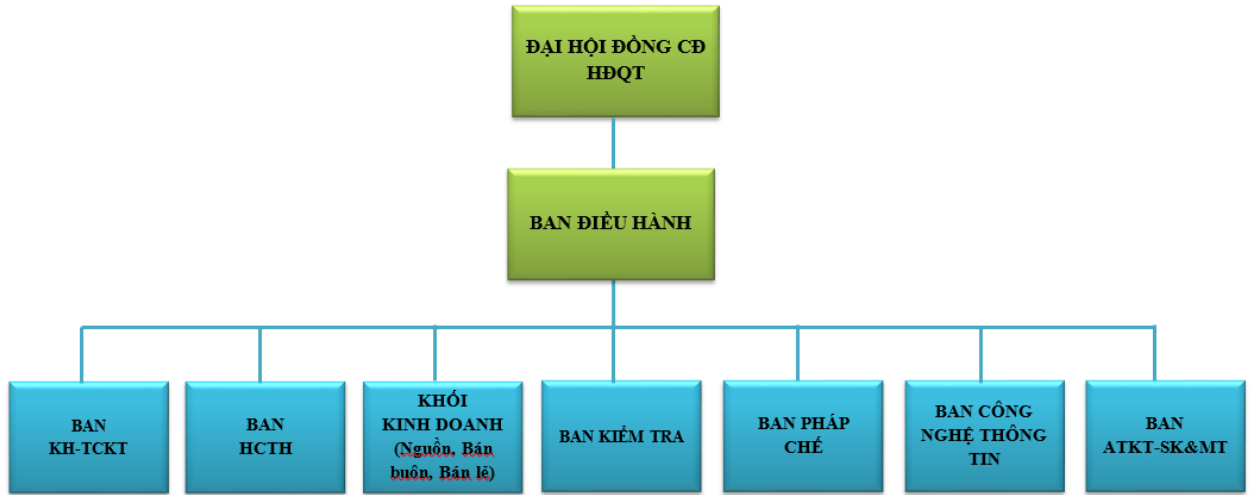 ĐẠI HỘI ĐỒNG CĐ
HĐQT
BAN ĐIỀU HÀNH
BAN
KH-TCKT
BAN
HCTH
KHỐI
KINH DOANH
(Nguồn, Bán
buôn, Bán lẻ)
BAN KIỂM TRA
BAN PHÁP
CHẾ
BAN CÔNG
NGHỆ THÔNG
TIN
BAN
ATKT-SK&MT